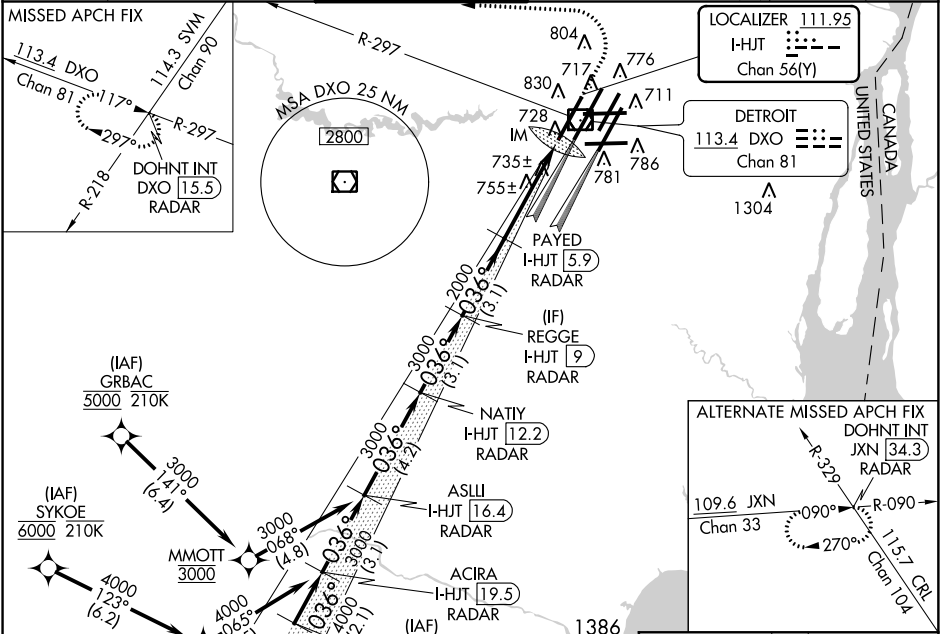 MISSED APCH FIX
113.4 DXO
Chan 81
114.3 SVM
Chan 90
117°
297°
R-297
R-218
DOHNT INT
DXO 15.5
RADAR
R-297
MSA DXO 25 NM
2800
804
717
776
830
711
728
IM
735±
755±
781
786
1304
LOCALIZER 111.95
I-HJT
Chan 56(Y)
DETROIT
113.4 DXO
Chan 81
CANADA
UNITED STATES
PAYED
I-HJT 5.9
RADAR
2000
036°
(3.1)
(IF)
REGGE
I-HJT 9
RADAR
3000
036°
(3.1)
NATIY
I-HJT 12.2
RADAR
3000
036°
(4.2)
ASLLI
I-HJT 16.4
RADAR
036°
3000
(3.1)
ACIRA
I-HJT 19.5
RADAR
036°
4000
(2.1)
(IAF)
1386
(IAF)
GRBAC
5000 210K
3000
141°
(6.4)
(IAF)
SYKOE
6000 210K
4000
123°
(6.2)
MMOTT
3000
3000
068°
(4.8)
4000
065°
ALTERNATE MISSED APCH FIX
DOHNT INT
JXN 34.3
RADAR
R-329
109.6 JXN
Chan 33
090°
R-090
270°
115.7 CRL
Chan 104